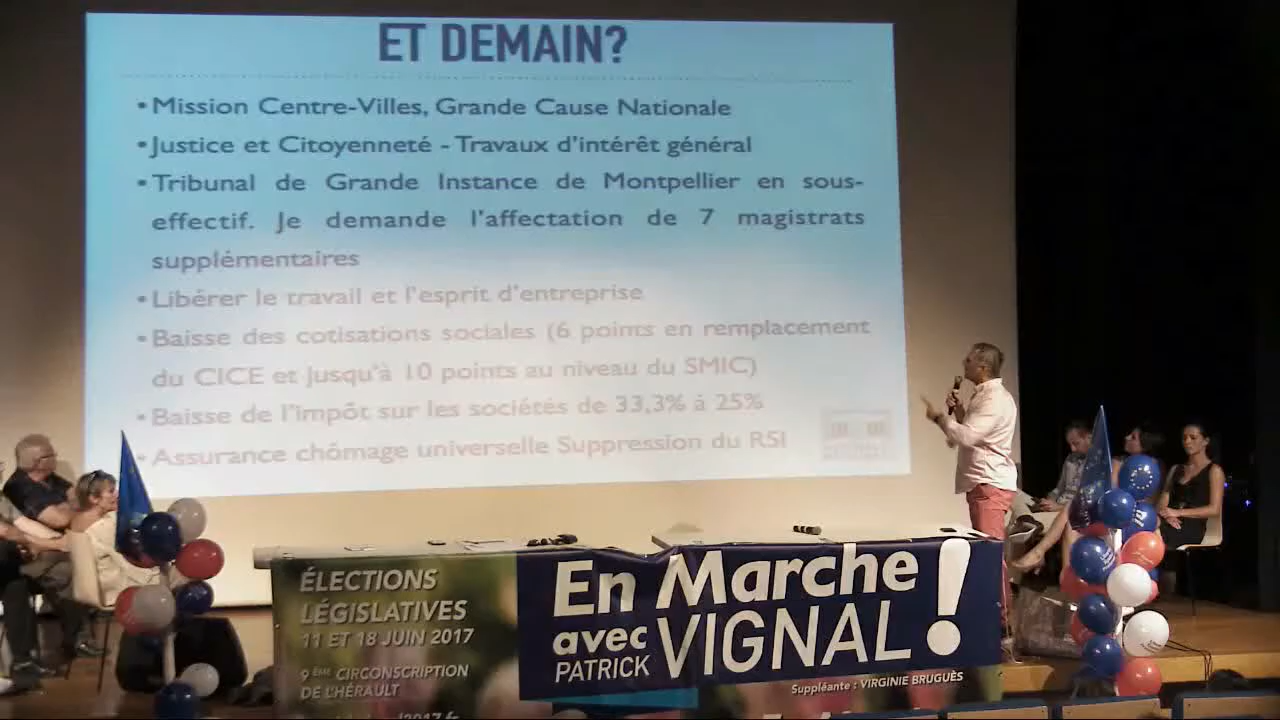 ET DEMAIN?
•Mission Centre-Villes, Grande Cause Nationale
•Justice et Citoyenneté - Travaux d'intérêt général
•Tribunal de Grande Instance de Montpellier en sous-
effectif. Je demande l'affectation de 7 magistrats
supplémentaires
•Libérer le travail et l'esprit d'entreprise
•Baisse des cotisations sociales (6 points en remplacement
du CICE et Jusqu'à 10 points au niveau du SMIC)
•Baisse de l'impôt sur les sociétés de 33,3% à 25%
•Assurance chômage universelle Suppression du RSI
ÉLECTIONS
LÉGISLATIVES
11 ET 18 JUIN 2017
9ÈME CIRCONSCRIPTION
DE L'HÉRAULT
En Marche !
avec
PATRICK VIGNAL
Suppléante : VIRGINIE BRUGUÈS